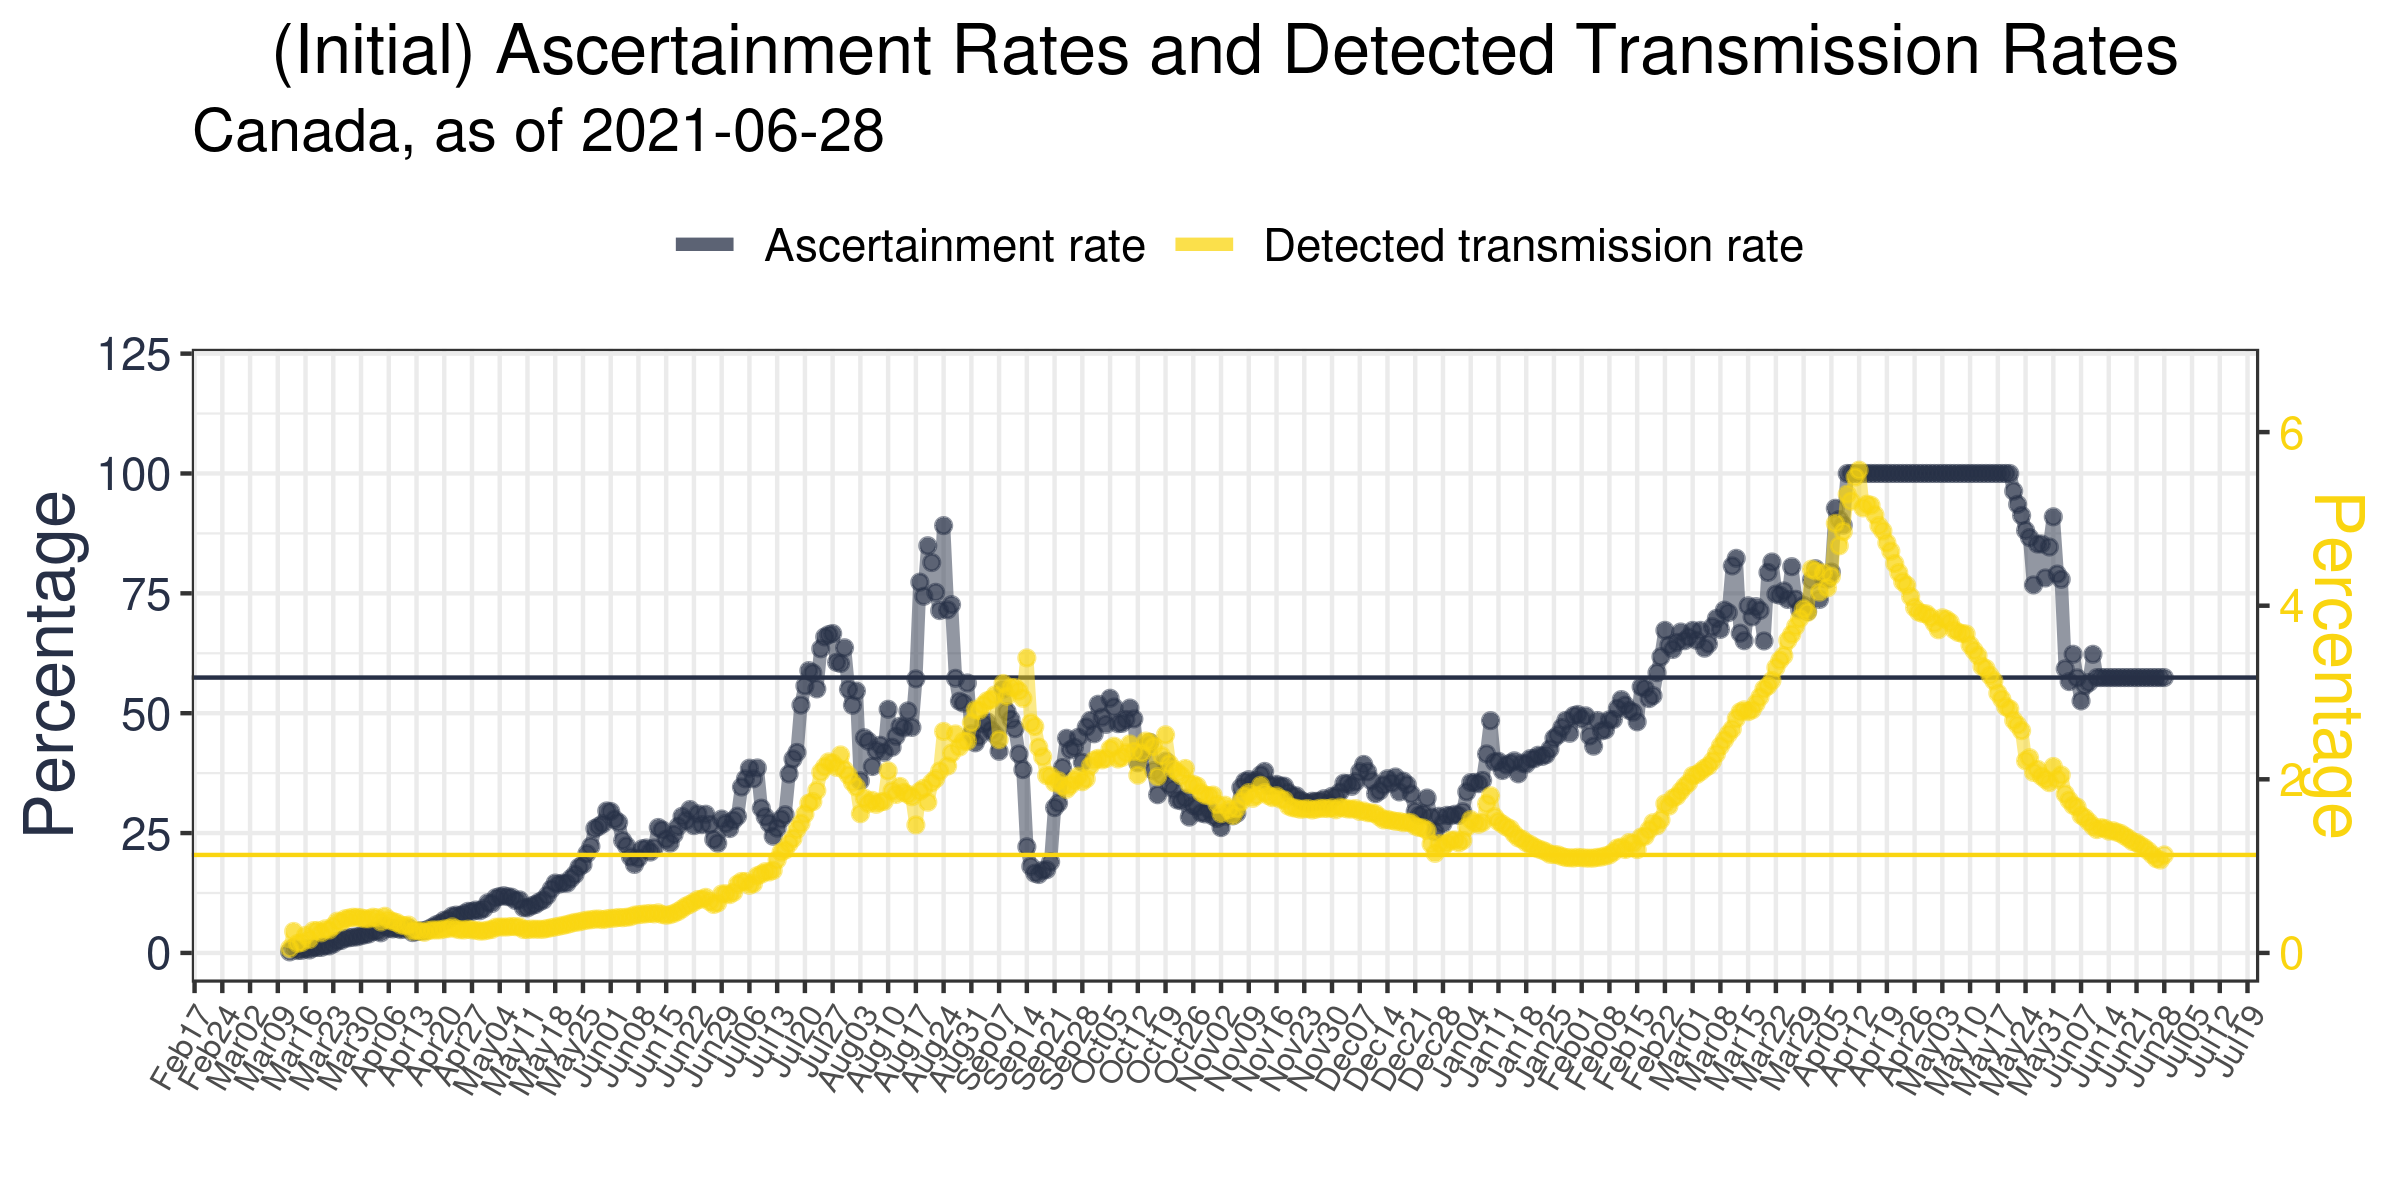 (Initial) Ascertainment Rates and Detected Transmission Rates
Canada, as of 2021-06-28
Ascertainment rate
Detected transmission rate
125
100
75
50
25
0
Percentage
6
4
2
0
Percentage
Feb17
Feb24
Mar02
Mar09
Mar16
Mar23
Mar30
Apr06
Apr13
Apr20
Apr27
May04
May11
May18
May25
Jun01
Jun08
Jun15
Jun22
Jun29
Jul06
Jul13
Jul20
Jul27
Aug03
Aug10
Aug17
Aug24
Aug31
Sep07
Sep14
Sep21
Sep28
Oct05
Oct12
Oct19
Oct26
Nov02
Nov09
Nov16
Nov23
Nov30
Dec07
Dec14
Dec21
Dec28
Jan04
Jan11
Jan18
Jan25
Feb01
Feb08
Feb15
Feb22
Mar01
Mar08
Mar15
Mar22
Mar29
Apr05
Apr12
Apr19
Apr26
May03
May10
May17
May24
May31
Jun07
Jun14
Jun21
Jun28
Jul05
Jul12
Jul19